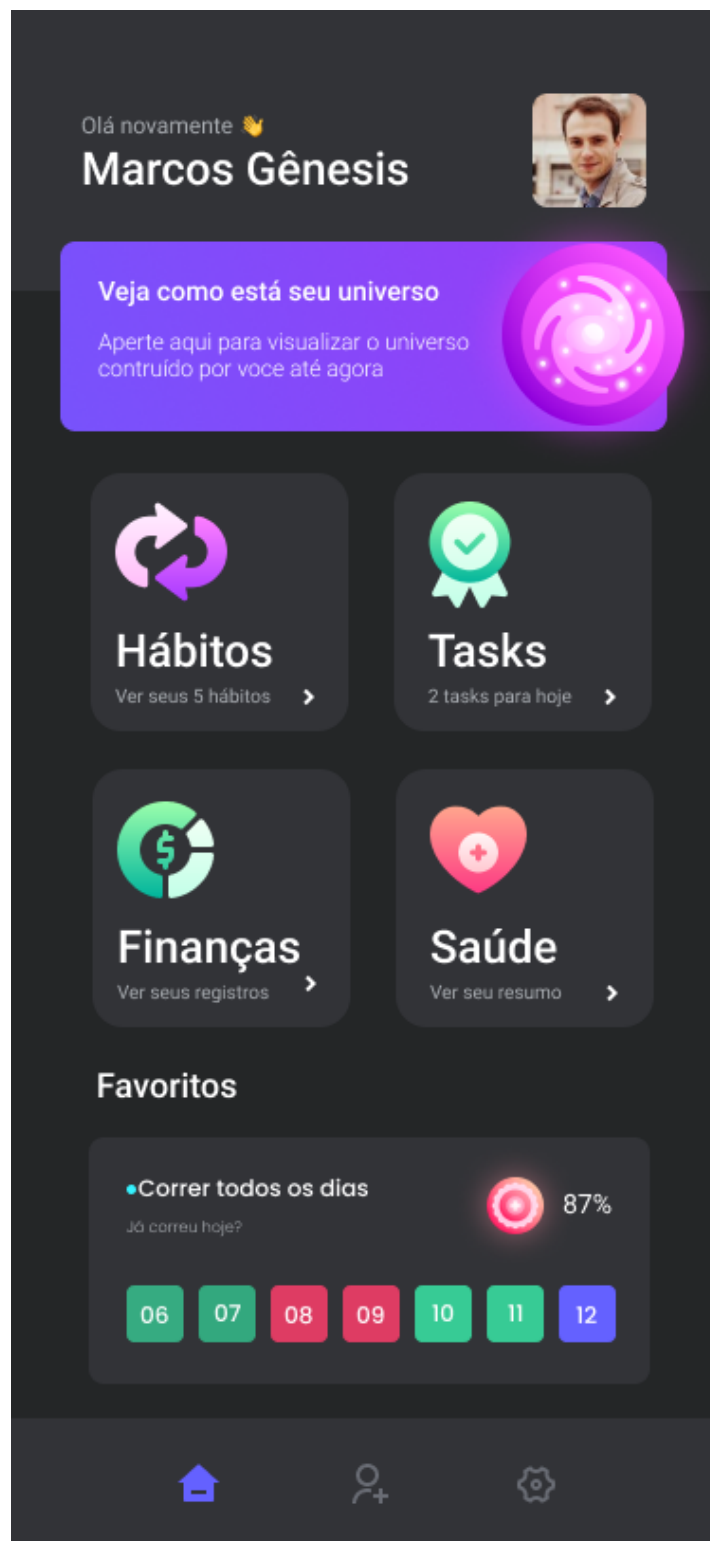 Olá novamente 👋
Marcos Gênesis
Veja como está seu universo
Aperte aqui para visualizar o universo
contruído por voce até agora
Hábitos
Ver seus 5 hábitos
Tasks
2 tasks para hoje
Finanças
Ver seus registros
Saúde
Ver seu resumo
Favoritos
Correr todos os dias
Já correu hoje?
87%
06 07 08 09 10 11 12